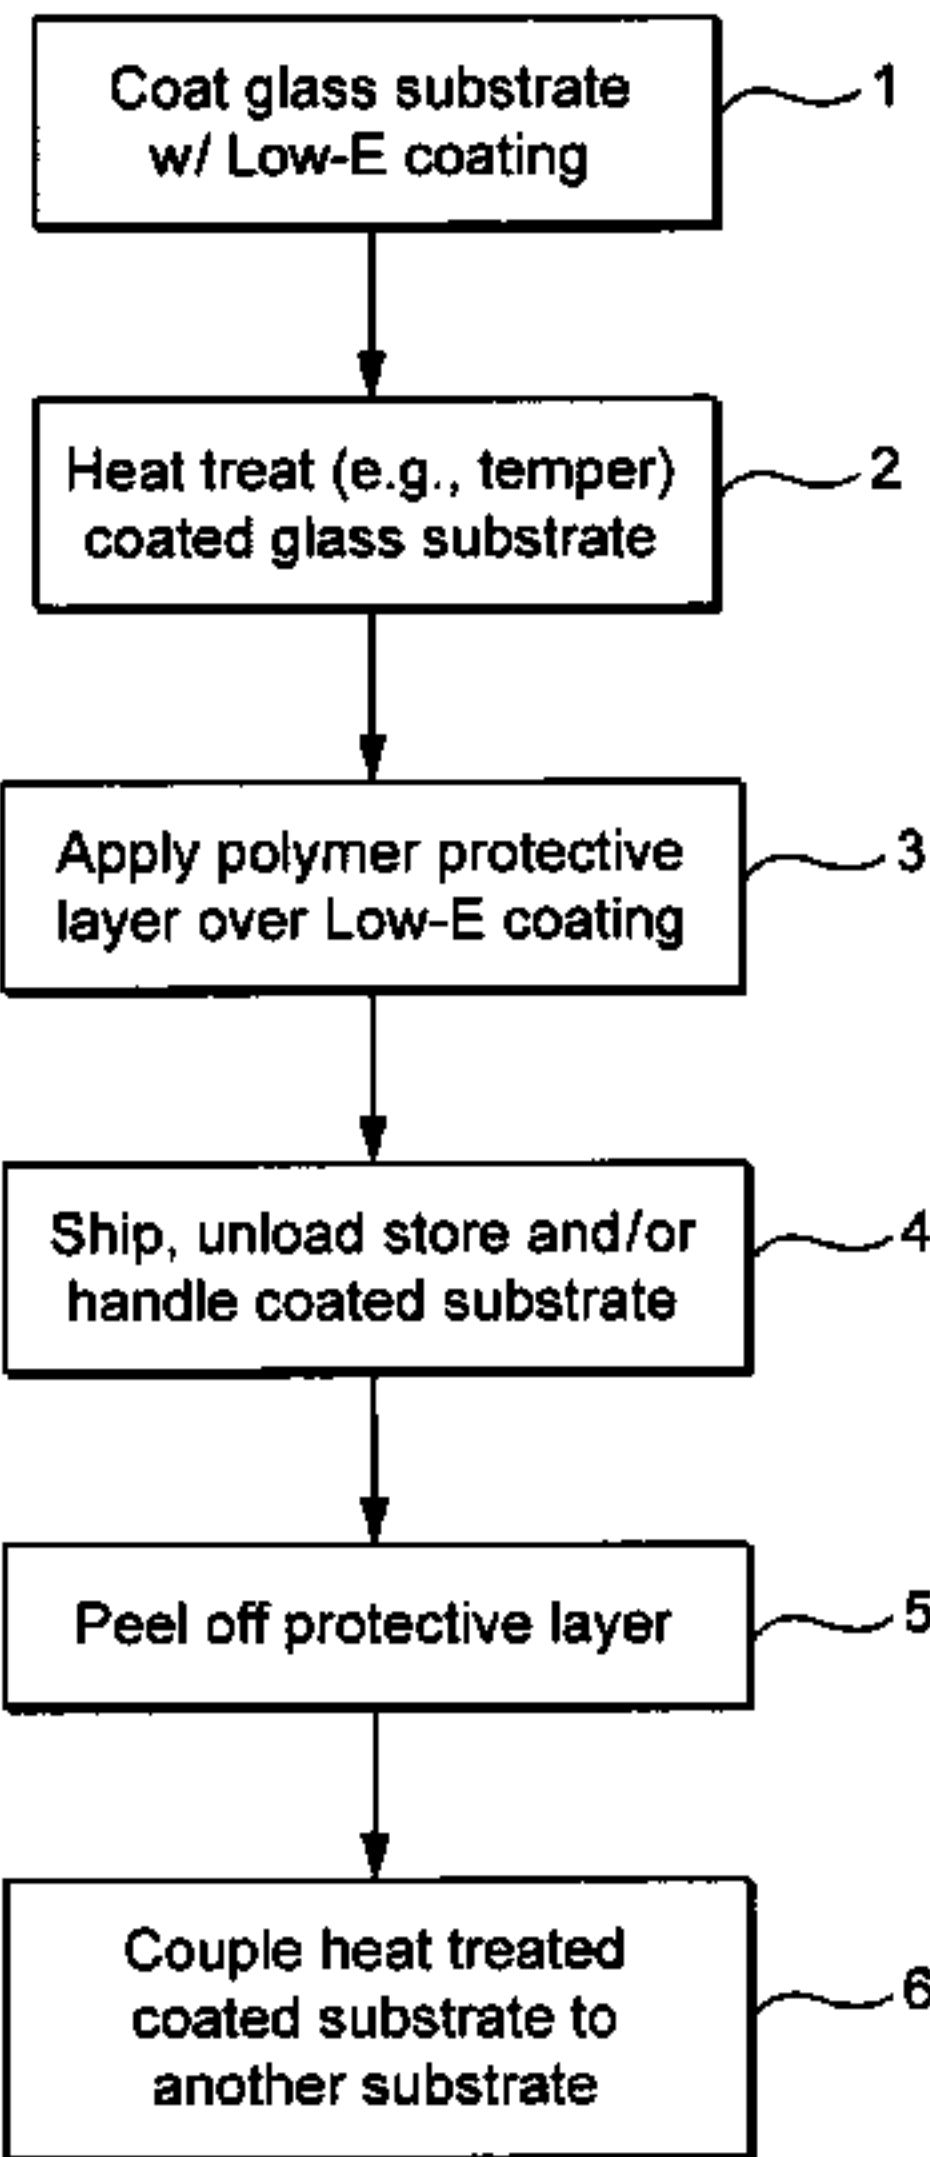 Coat glass substrate
w/ Low-E coating
1
Heat treat (e.g., temper)
coated glass substrate
2
Apply polymer protective
layer over Low-E coating
3
Ship, unload store and/or
handle coated substrate
4
Peel off protective layer
5
Couple heat treated
coated substrate to
another substrate
6